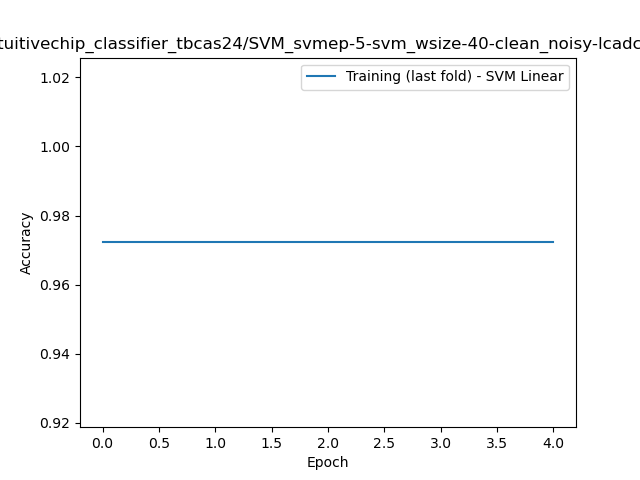 tuitivechip_classifier_tbcas24/SVM_svmep-5-svm_wsize-40-clean_noisy-lcadc
Training (last fold) - SVM Linear
Accuracy
1.02
1.00
0.98
0.96
0.94
0.92
0.0 0.5 1.0 1.5 2.0 2.5 3.0 3.5 4.0
Epoch